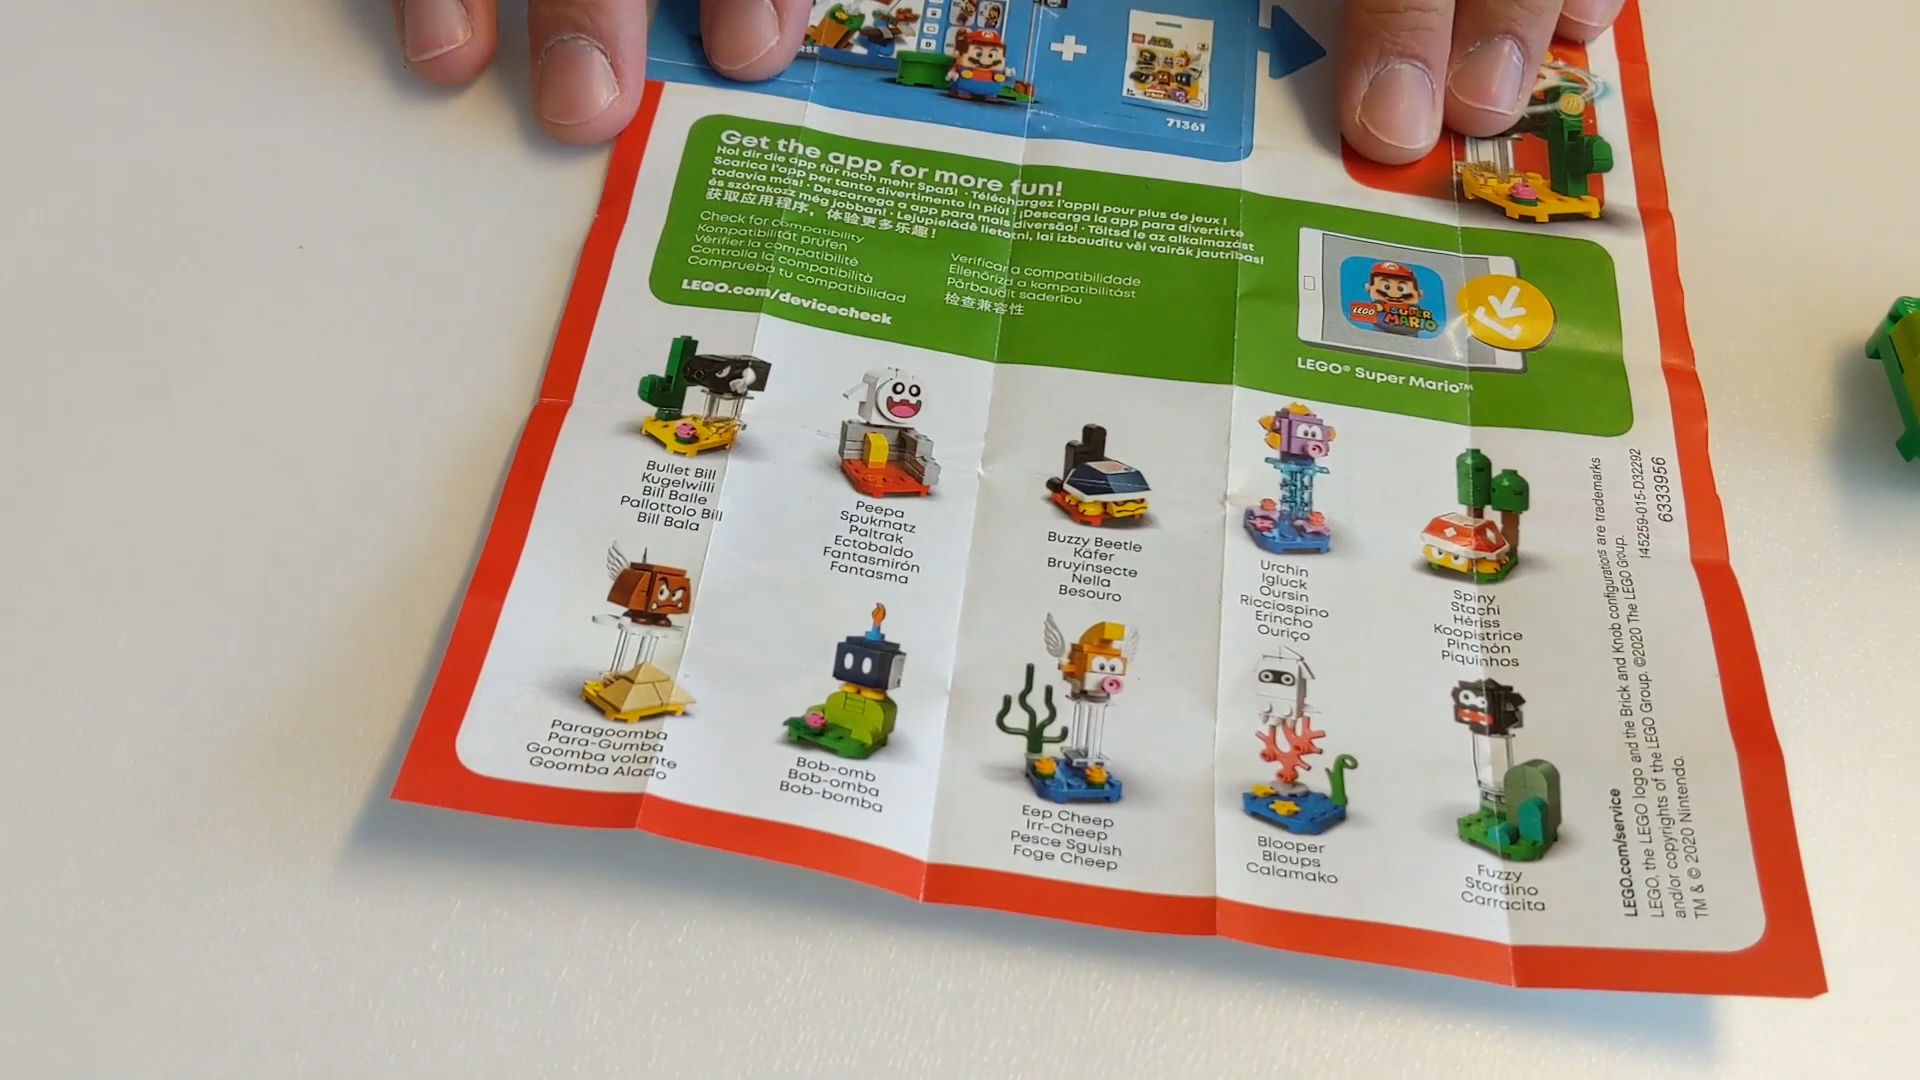 71361
Get the app for more fun!
Hol dir die app für noch mehr Spaß! · Téléchargez l'appli pour plus de jeux !
Scarica l'app per tanto divertimento in più! · ¡Descarga la app para divertirte
todavía más! · Descarrega a app para mais diversão! · Töltsd le az alkalmazást
és szórakozz még jobban! · Lejupielādē lietotni, lai izbaudītu vēl vairāk jautrības!
获取应用程序，体验更多乐趣！
Check for compatibility
Kompatibilität prüfen
Vérifier la compatibilité
Controlla la compatibilità
Comprueba tu compatibilidad
LEGO.com/devicecheck
Verificar a compatibilidade
Ellenőrizd a kompatibilitást
Pārbaudīt saderību
检查兼容性
LEGO SUPER MARIO
LEGO® Super Mario™
Bullet Bill
Kugelwilli
Bill Balle
Pallottolo Bill
Bill Bala
Peepa
Spukmatz
Paltrak
Ectobaldo
Fantasmirón
Fantasma
Buzzy Beetle
Käfer
Bruyinsecte
Nella
Besouro
Urchin
Igluck
Oursin
Ricciospino
Erincho
Ouriço
Spiny
Stachi
Hériss
Koopistrice
Pinchón
Piquinhos
Paragoomba
Para-Gumba
Goomba volante
Goomba Alado
Bob-omb
Bob-omba
Bob-bomba
Eep Cheep
Irr-Cheep
Pesce Sguish
Foge Cheep
Blooper
Bloups
Calamako
Fuzzy
Stordino
Carracita
LEGO.com/service
LEGO, the LEGO logo and the Brick and Knob configurations are trademarks
and/or copyrights of the LEGO Group. ©2020 The LEGO Group.
TM & © 2020 Nintendo.
145259-015-D32292
6333956